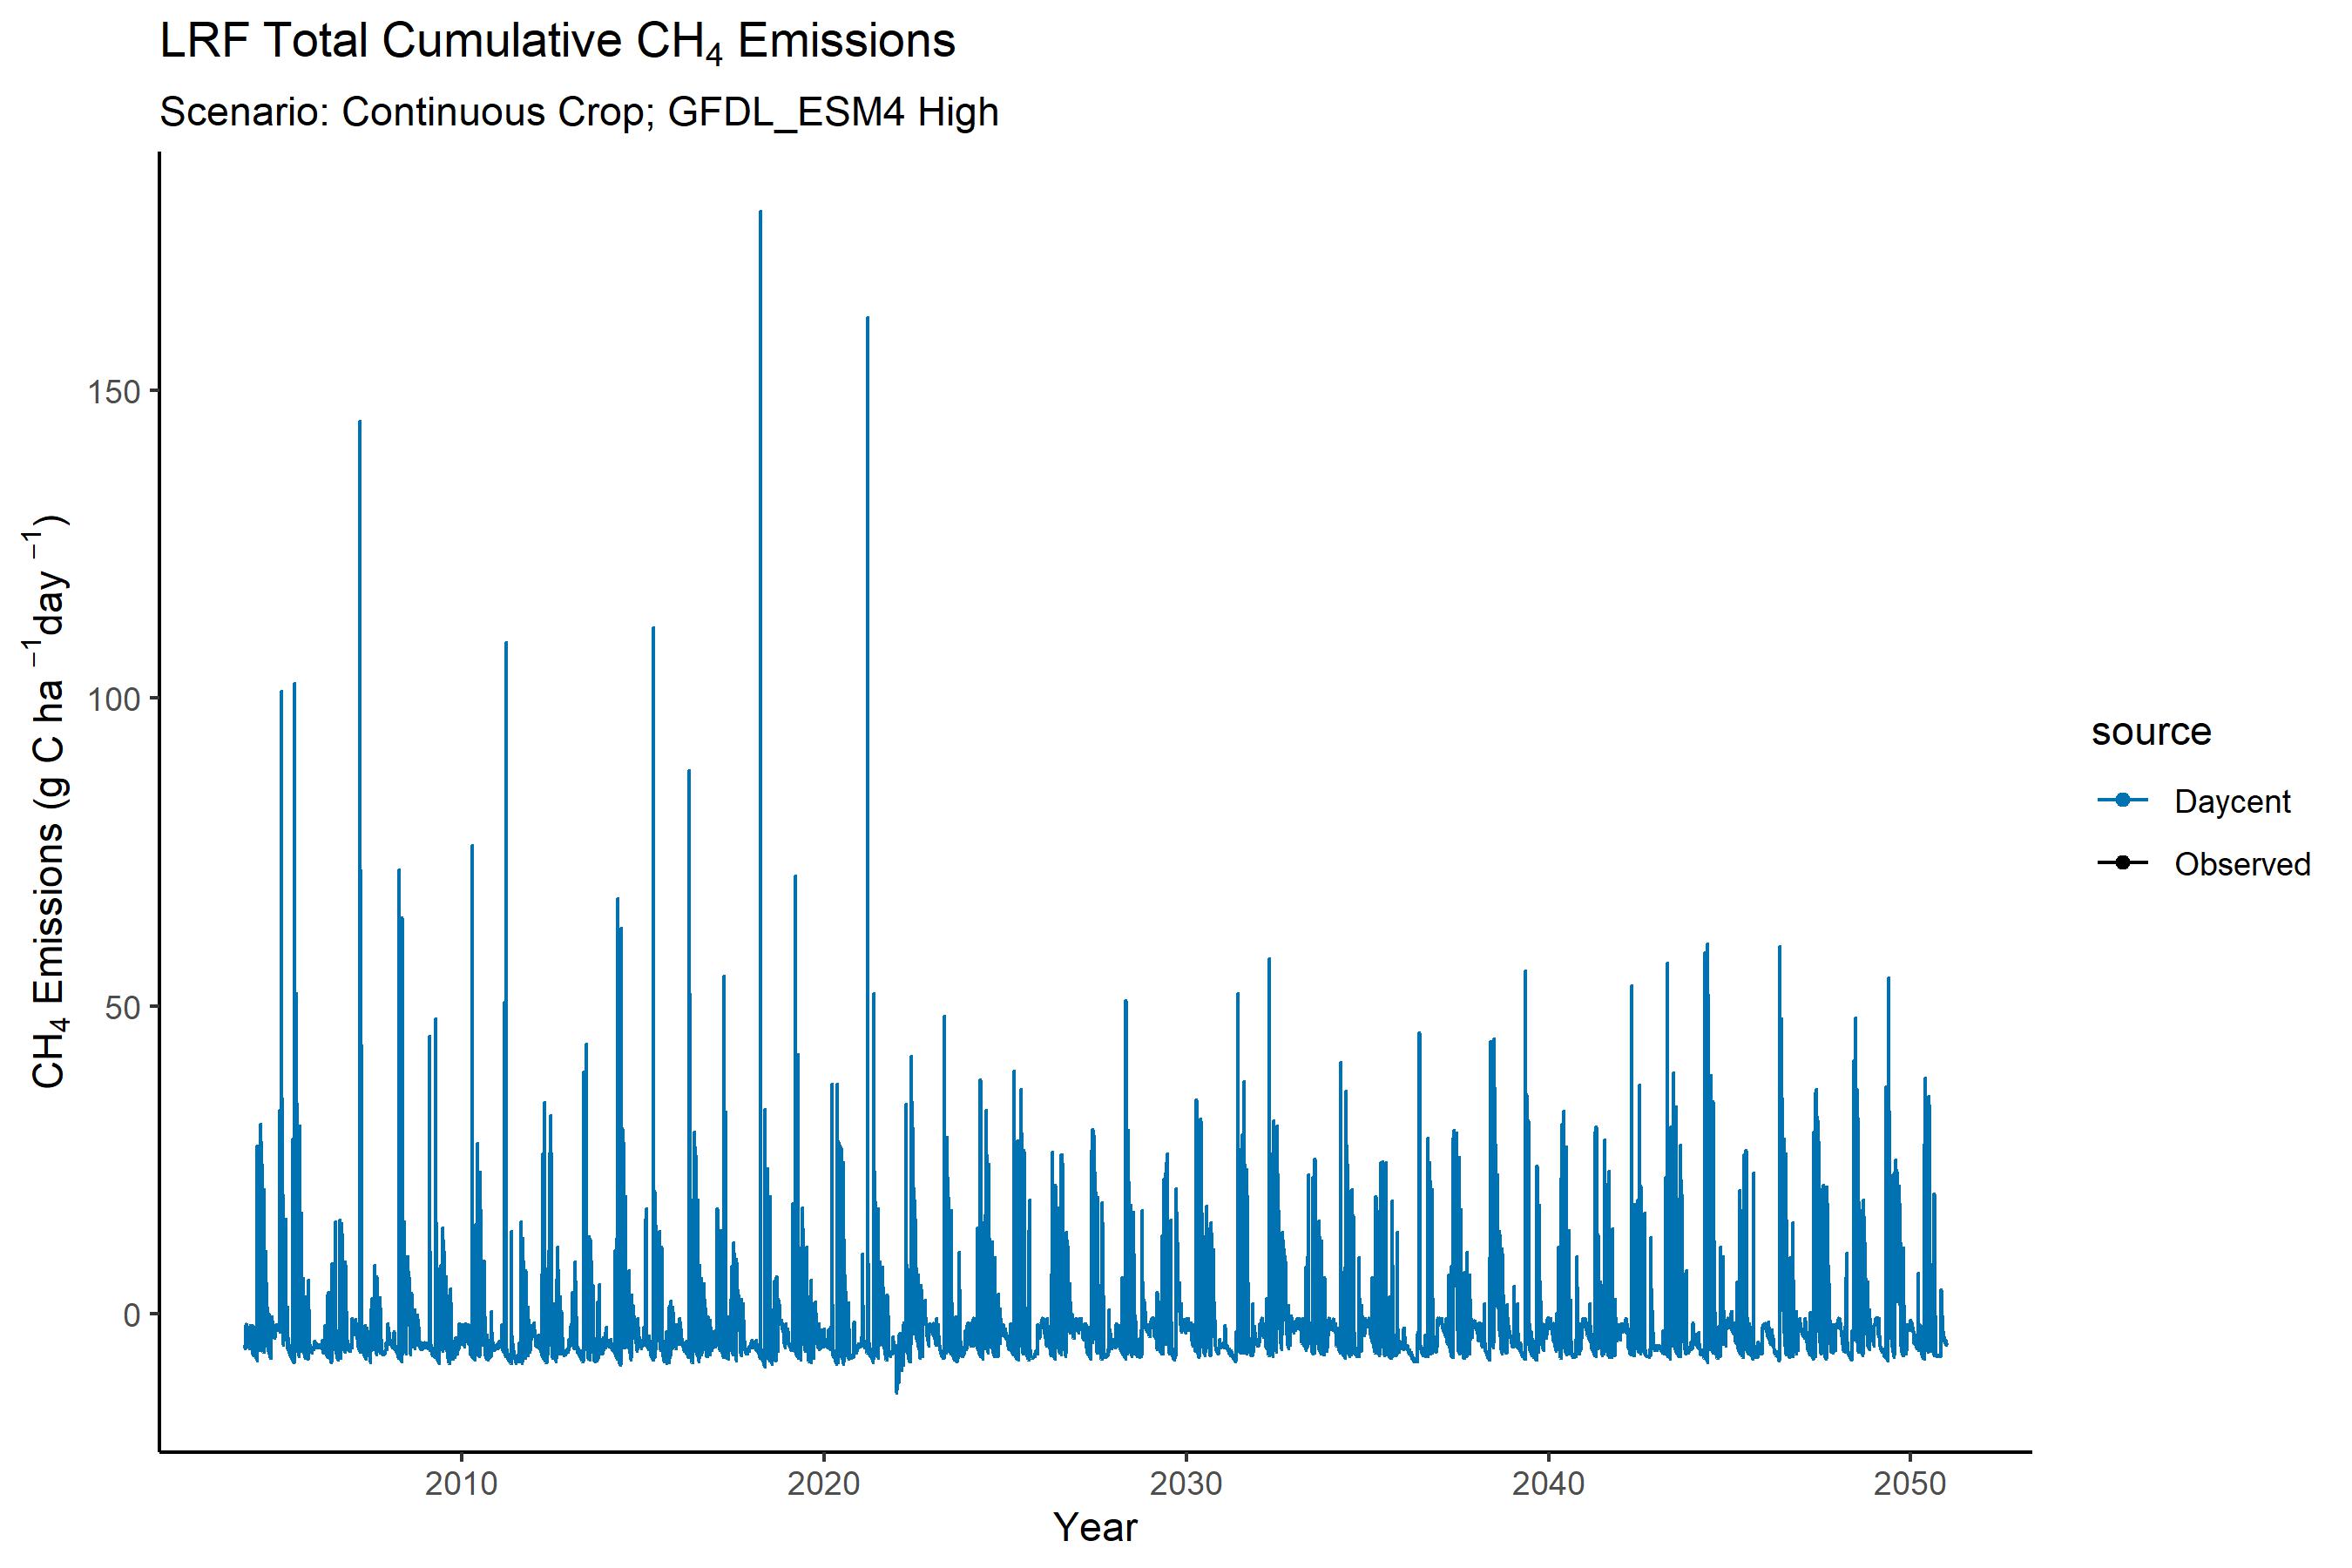 LRF Total Cumulative CH₄ Emissions
Scenario: Continuous Crop; GFDL_ESM4 High
CH₄ Emissions (g C ha ⁻¹day ⁻¹)
150
100
50
0
2010 2020 2030 2040 2050
Year
source
Daycent
Observed